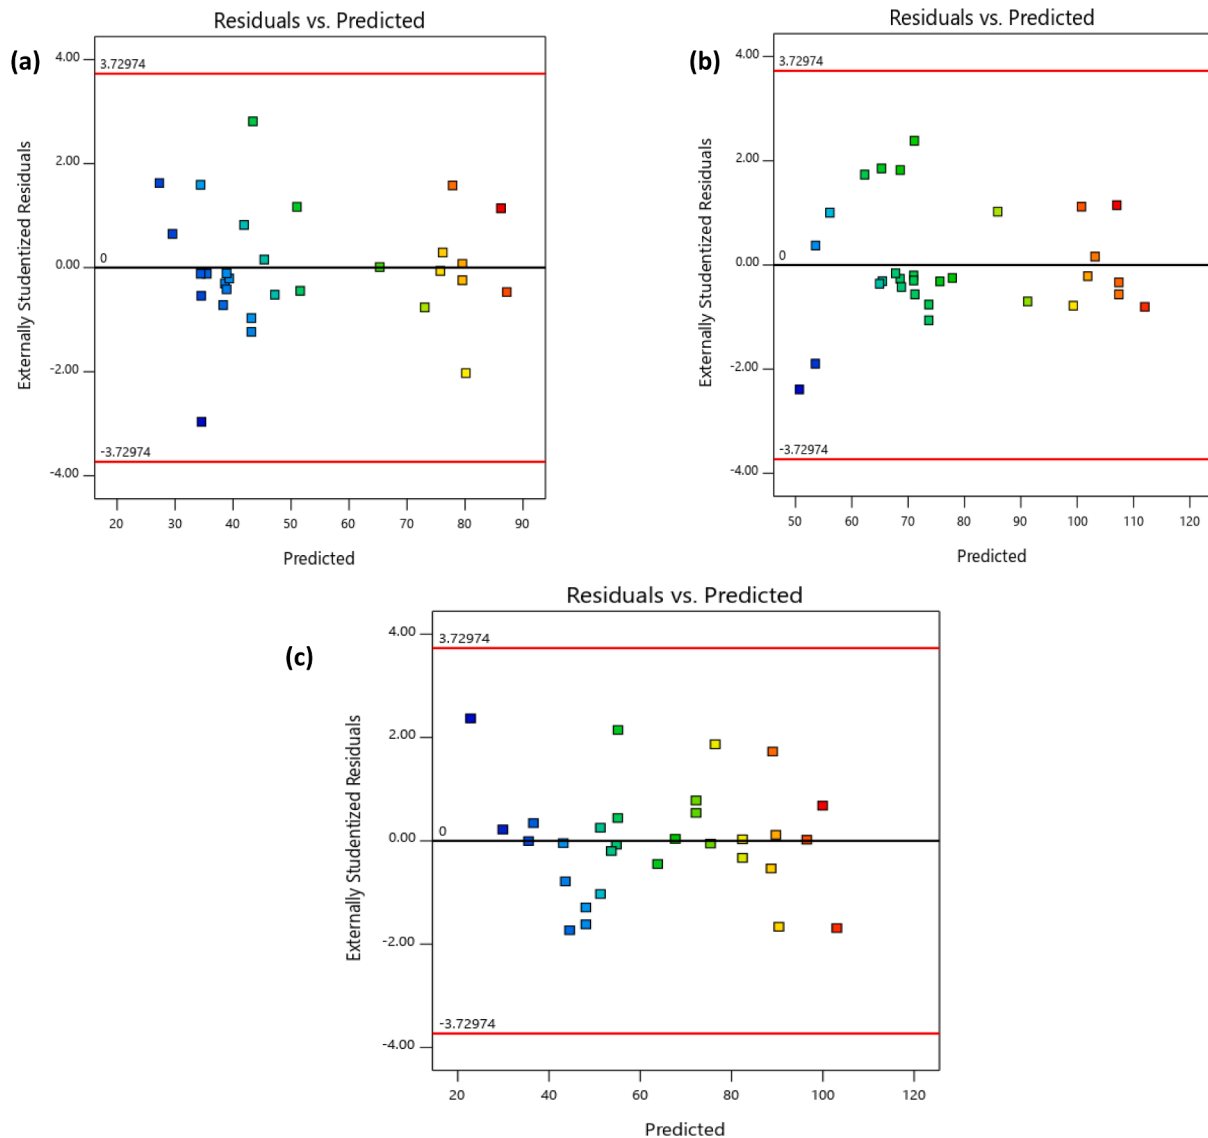 (a)
Residuals vs. Predicted
Externally Studentized Residuals
4.00
2.00
0.00
-2.00
-4.00
3.72974
0
-3.72974
20 30 40 50 60 70 80 90
Predicted
(b)
Residuals vs. Predicted
Externally Studentized Residuals
4.00
2.00
0.00
-2.00
-4.00
3.72974
0
-3.72974
50 60 70 80 90 100 110 120
Predicted
(c)
Residuals vs. Predicted
Externally Studentized Residuals
4.00
2.00
0.00
-2.00
-4.00
3.72974
0
-3.72974
20 40 60 80 100 120
Predicted